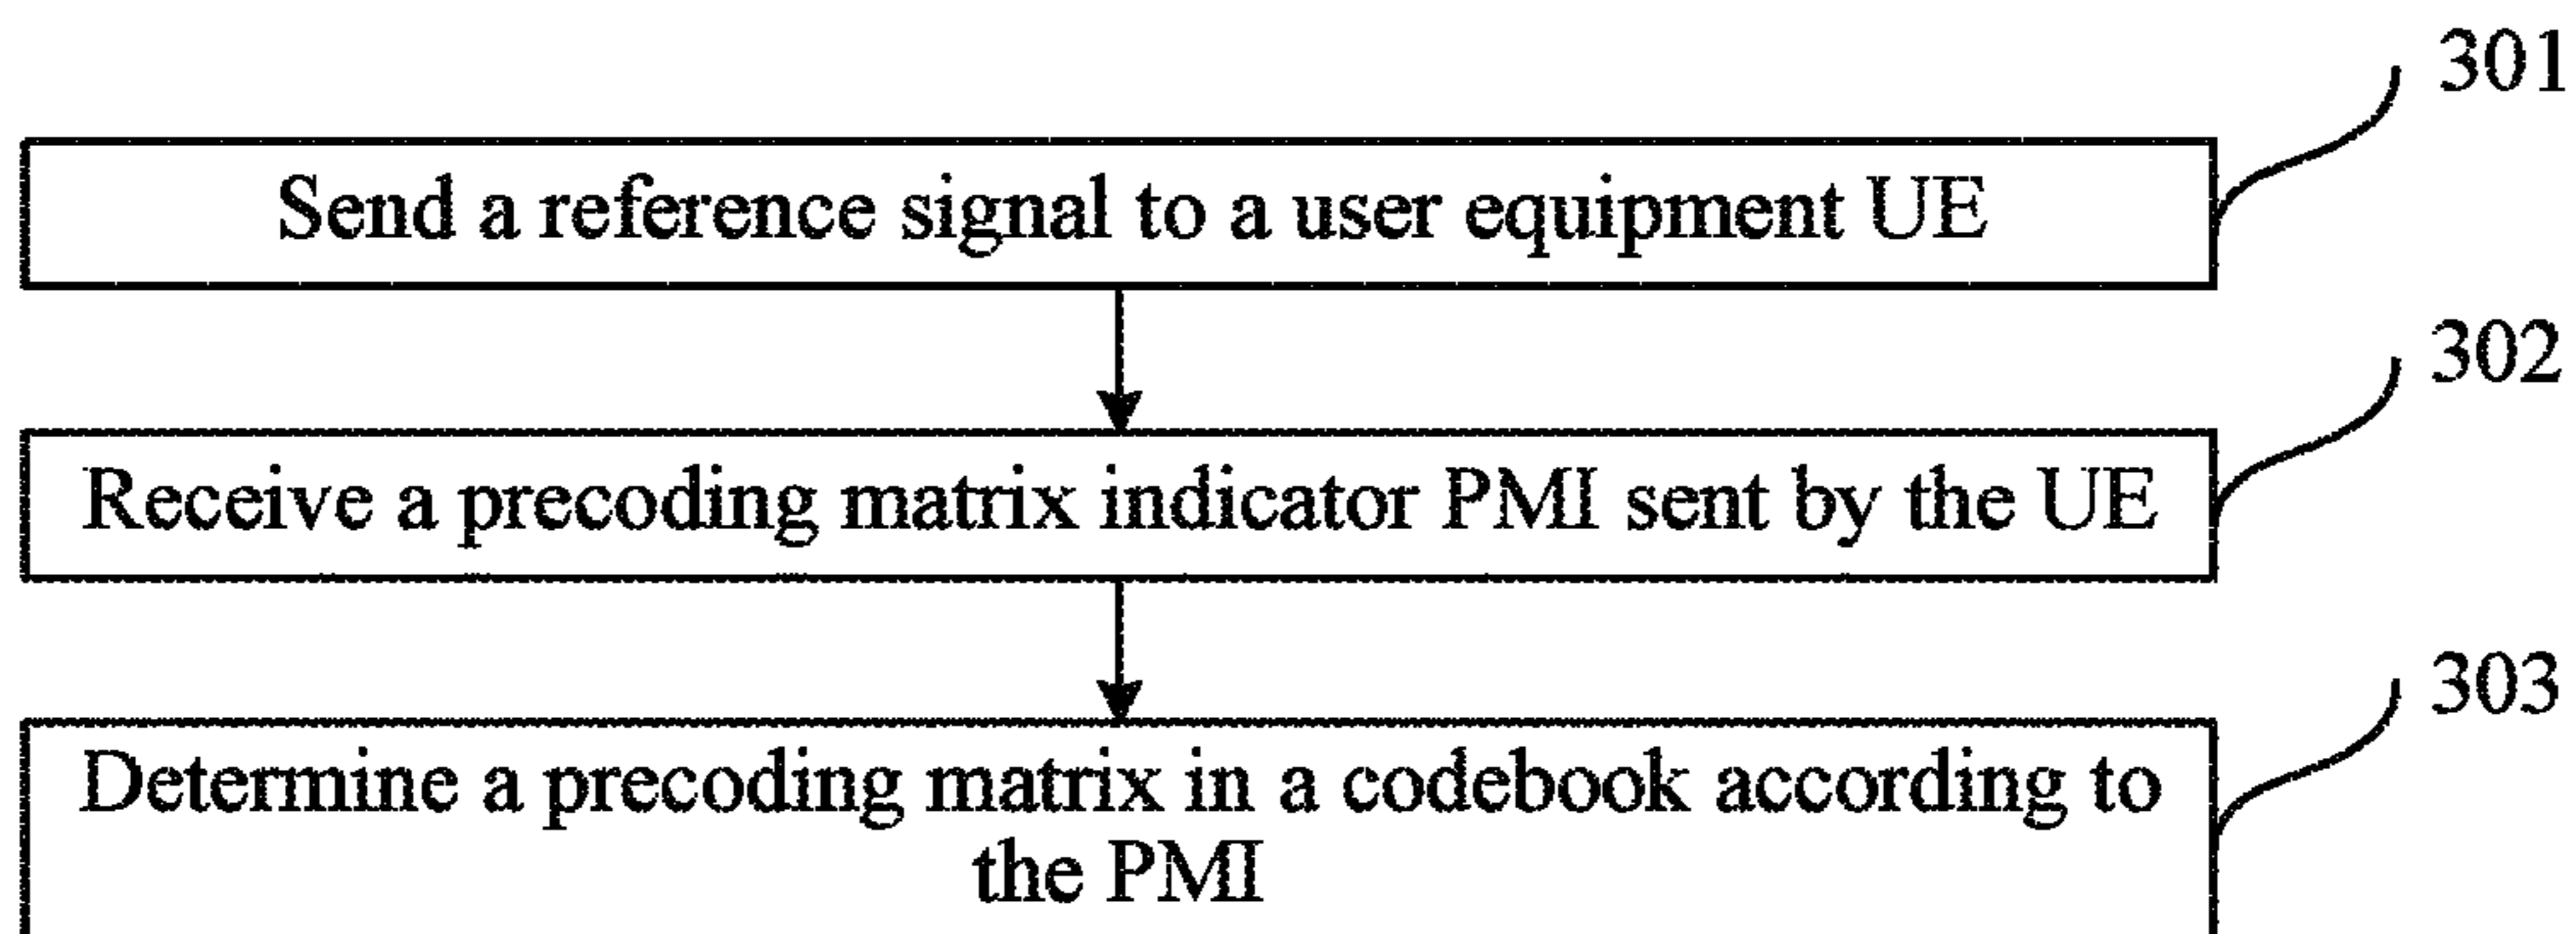 301
Send a reference signal to a user equipment UE
302
Receive a precoding matrix indicator PMI sent by the UE
303
Determine a precoding matrix in a codebook according to
the PMI